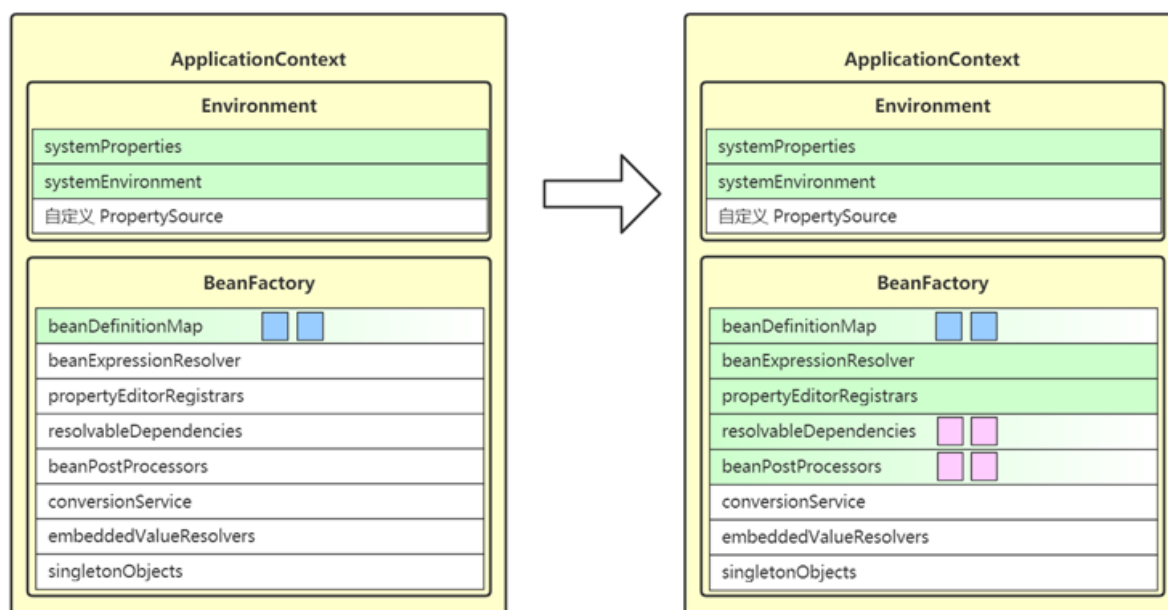 ApplicationContext
Environment
systemProperties
systemEnvironment
自定义 PropertySource
BeanFactory
beanDefinitionMap
beanExpressionResolver
propertyEditorRegistrars
resolvableDependencies
beanPostProcessors
conversionService
embeddedValueResolvers
singletonObjects
ApplicationContext
Environment
systemProperties
systemEnvironment
自定义 PropertySource
BeanFactory
beanDefinitionMap
beanExpressionResolver
propertyEditorRegistrars
resolvableDependencies
beanPostProcessors
conversionService
embeddedValueResolvers
singletonObjects